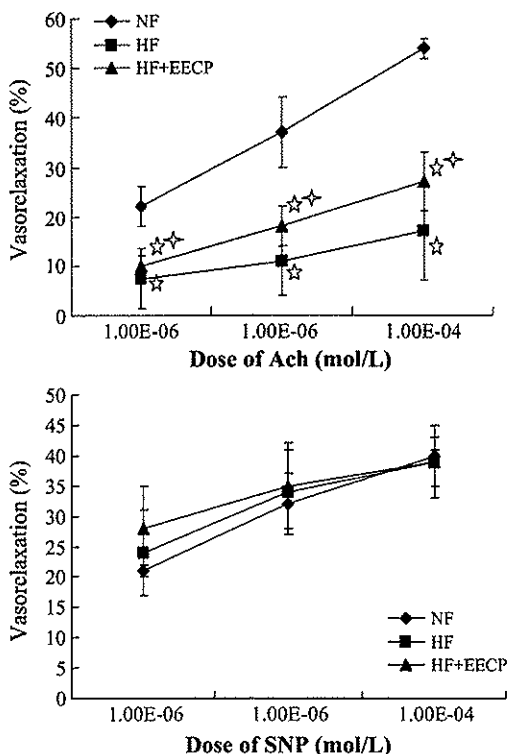 60
50
40
30
20
10
0
Vasorclaxation (%)
NF
HF
HF+EECP
1.00E-06 1.00E-06 1.00E-04
Dose of Ach (mol/L)
50
45
40
35
30
25
20
15
10
5
0
Vasorclaxation (%)
NF
HF
HF+EECP
1.00E-06 1.00E-06 1.00E-04
Dose of SNP (mol/L)